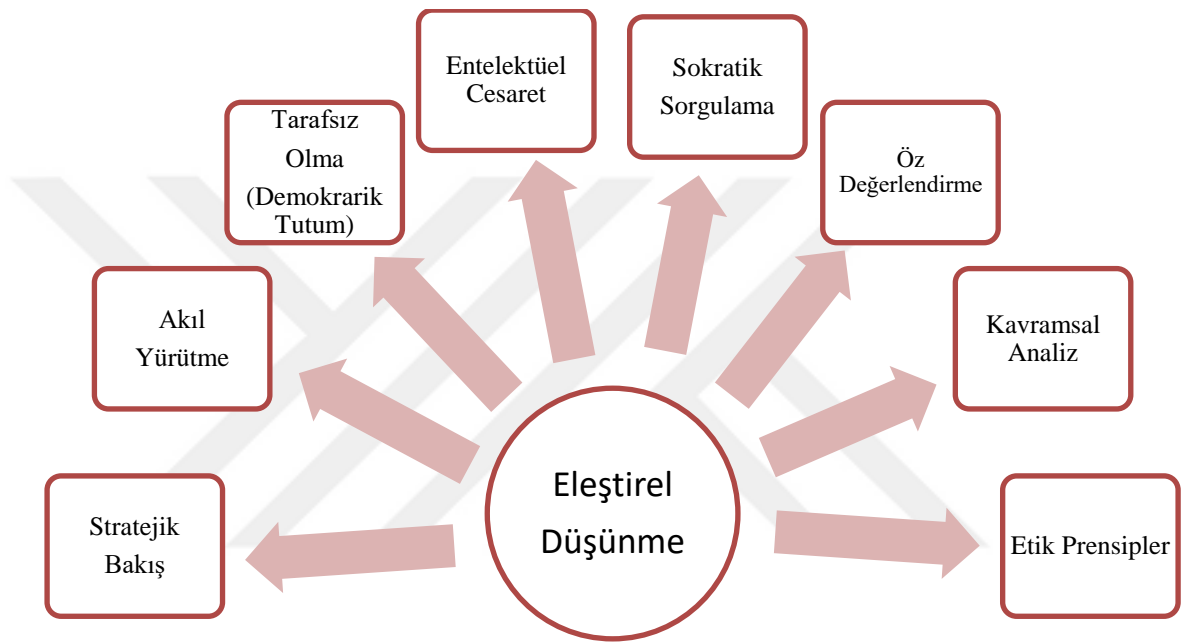 Entelektüel
Cesaret
Sokratik
Sorgulama
Tarafsız
Olma
(Demokrarik
Tutum)
Öz
Değerlendirme
Akıl
Yürütme
Kavramsal
Analiz
Stratejik
Bakış
Eleştirel
Düşünme
Etik Prensipler